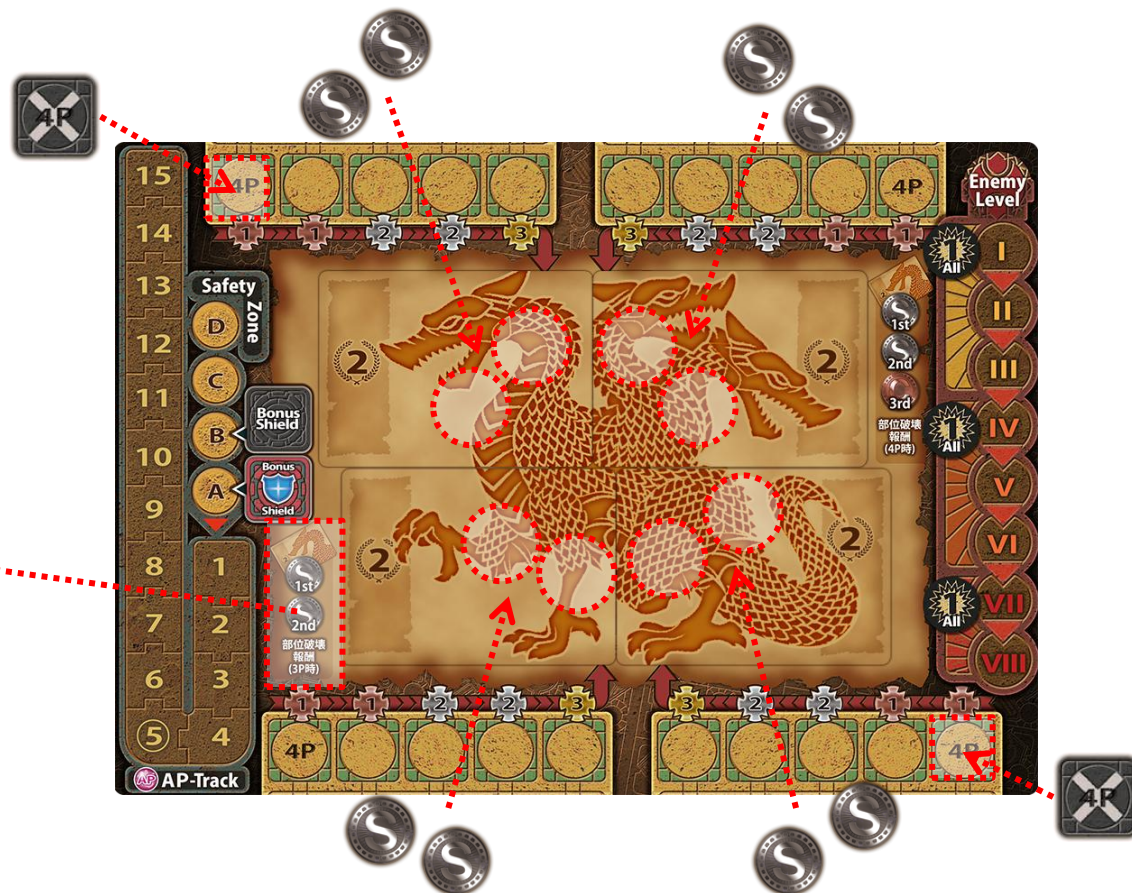 S
S
S
S
4P
15
14
13
12
11
10
9
8
7
6
5
1
2
3
4
AP
AP-Track
Safety
Zone
D
C
B
A
Bonus
Shield
Bonus
Shield
4P
1
1
2
2
3
3
2
2
1
1
4P
2
2
2
2
S
1st
S
2nd
3rd
部位破壊
報酬
(4P時)
S
1st
S
2nd
部位破壊
報酬
(3P時)
Enemy
Level
I
II
III
IV
V
VI
VII
VIII
1
All
1
All
1
All
1
1
2
2
3
3
2
2
1
1
4P
4P
4P
S
S
S
S